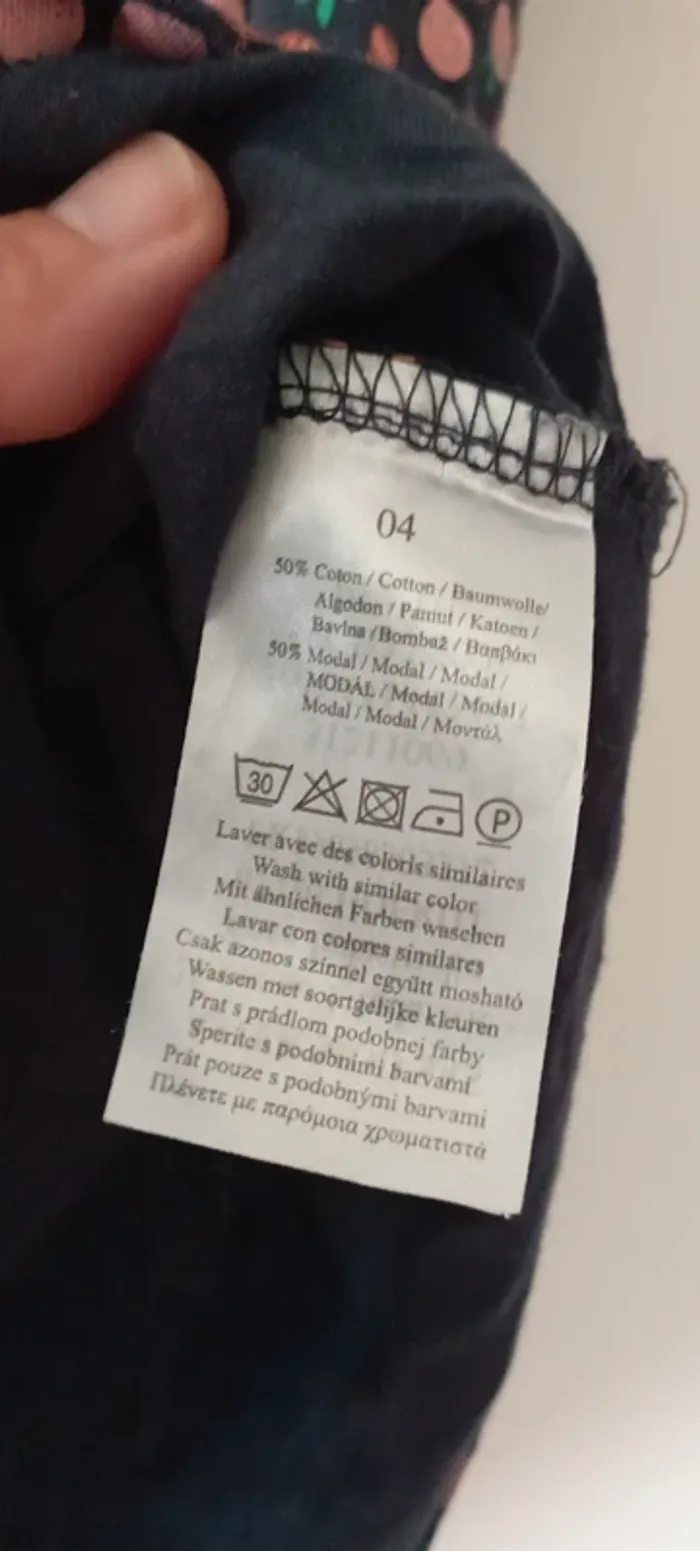 04
50% Coton / Cotton / Baumwolle/
Algodon / Pamut / Katoen /
Bavlna /Bombaž / Βαμβάκι
50% Modal / Modal / Modal /
MODÁL / Modal / Modal /
Modal / Modal / Μοντάλ
30 P
Laver avec des coloris similaires
Wash with similar color
Mit ähnlichen Farben waschen
Lavar con colores similares
Csak azonos színnel együtt mosható
Wassen met soortgelijke kleuren
Prat s prádlom podobnej farby
Sperite s podobnimi barvami
Prát pouze s podobnými barvami
Πλένετε με παρόμοια χρωματιστά